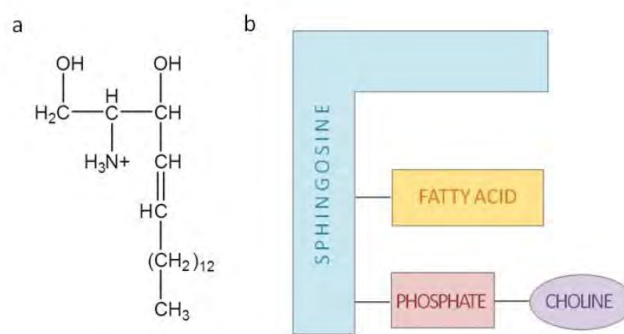 a
OH
OH
H
H₂C
C
CH
H₃N+
CH
HC
(CH₂)₁₂
CH₃
b
SPHINGOSINE
FATTY ACID
PHOSPHATE
CHOLINE